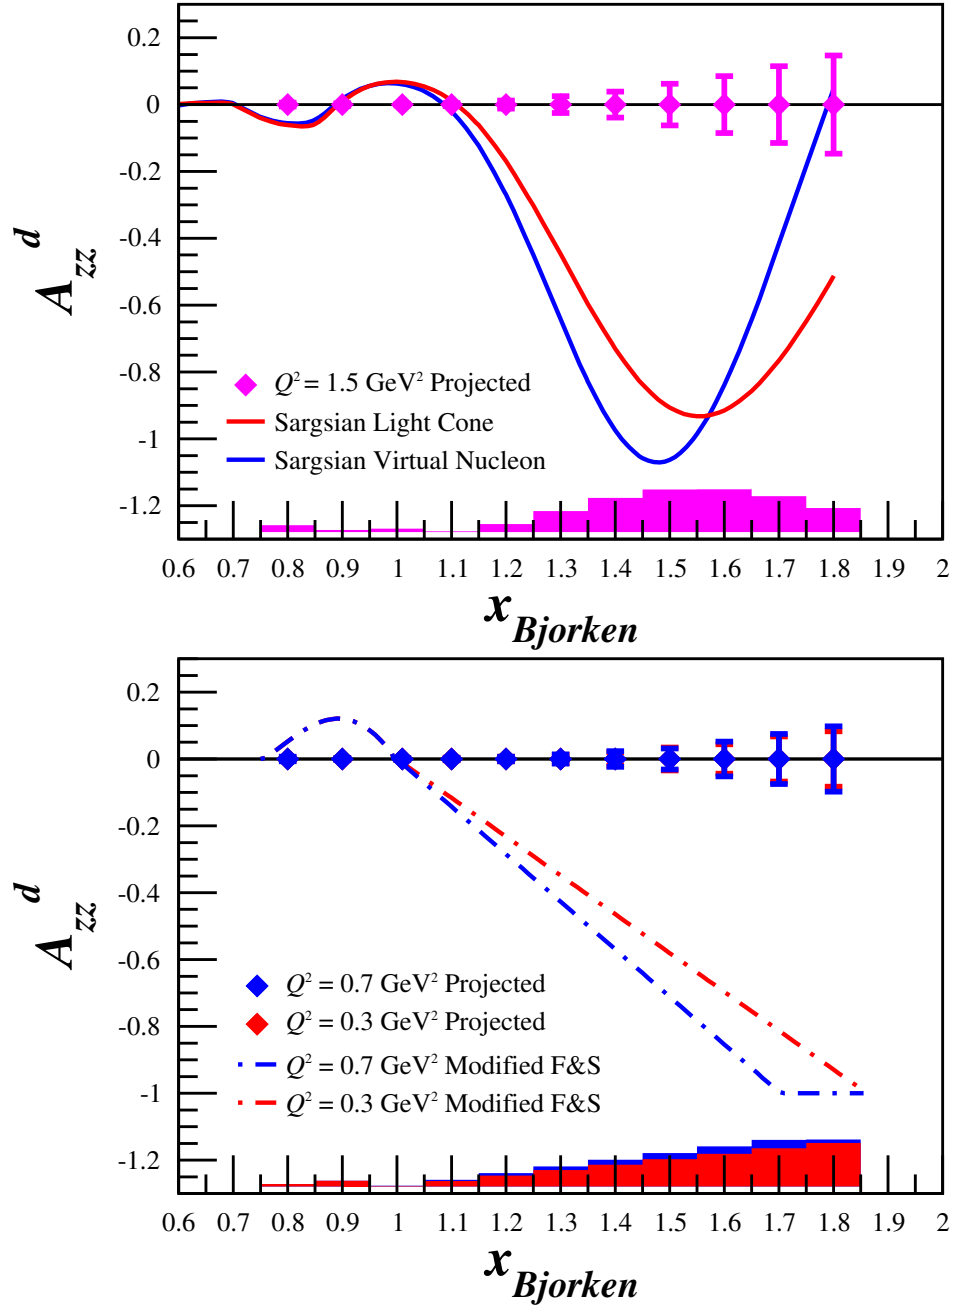 0.2
0
-0.2
-0.4
-0.6
-0.8
-1
-1.2
A_zz^d
Q² = 1.5 GeV² Projected
Sargsian Light Cone
Sargsian Virtual Nucleon
0.6 0.7 0.8 0.9 1 1.1 1.2 1.3 1.4 1.5 1.6 1.7 1.8 1.9 2
x_Bjorken
0.2
0
-0.2
-0.4
-0.6
-0.8
-1
-1.2
A_zz^d
Q² = 0.7 GeV² Projected
Q² = 0.3 GeV² Projected
Q² = 0.7 GeV² Modified F&S
Q² = 0.3 GeV² Modified F&S
0.6 0.7 0.8 0.9 1 1.1 1.2 1.3 1.4 1.5 1.6 1.7 1.8 1.9 2
x_Bjorken